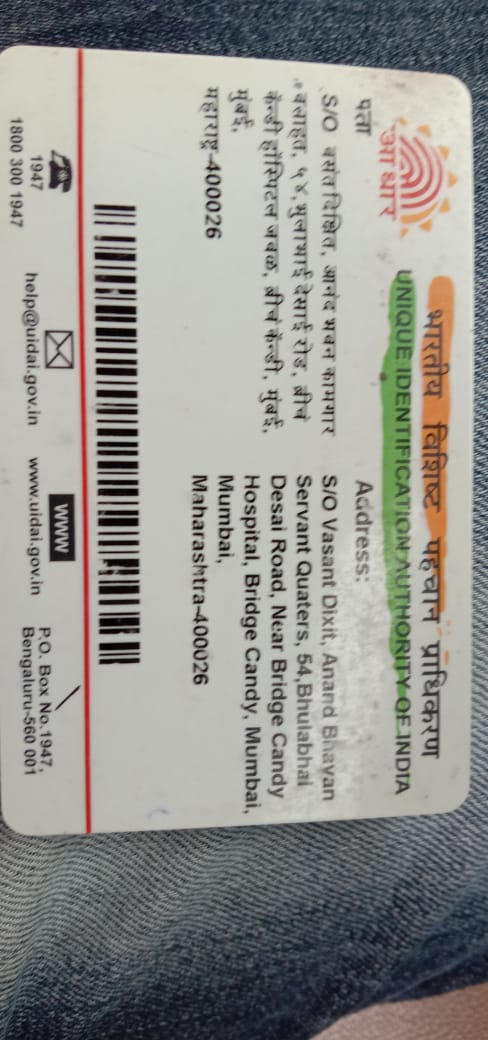 भारतीय विशिष्ट पहचान प्राधिकरण
UNIQUE IDENTIFICATION AUTHORITY OF INDIA
आधार
पता
S/O वसंत दिक्षित, आनंद भवन कामगार
वसाहत, ५४, भुलाभाई देसाई रोड, ब्रीच
कॅन्डी हॉस्पिटल जवळ, ब्रीच कॅन्डी, मुंबई,
मुंबई,
महाराष्ट्र-400026
Address:
S/O Vasant Dixit, Anand Bhavan
Servant Quaters, 54,Bhulabhai
Desai Road, Near Bridge Candy
Hospital, Bridge Candy, Mumbai,
Mumbai,
Maharashtra-400026
1947
1800 300 1947
help@uidai.gov.in
WWW
www.uidai.gov.in
P.O. Box No.1947,
Bengaluru-560 001